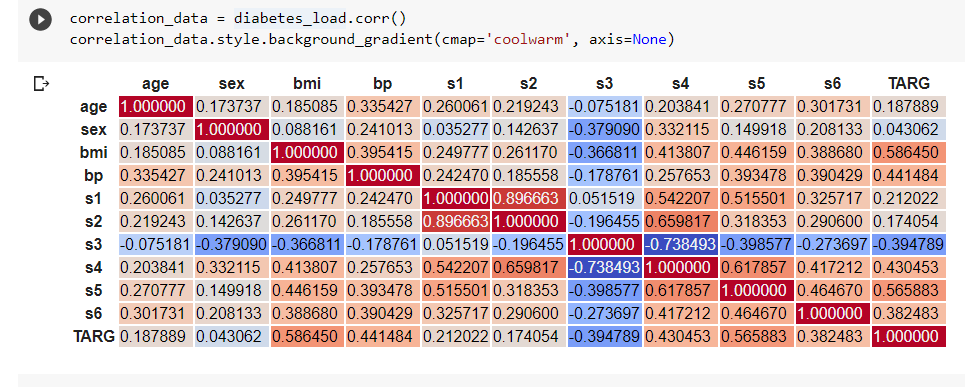 correlation_data = diabetes_load.corr()
correlation_data.style.background_gradient(cmap='coolwarm', axis=None)
age sex bmi bp s1 s2 s3 s4 s5 s6 TARG
age 1.000000 0.173737 0.185085 0.335427 0.260061 0.219243 -0.075181 0.203841 0.270777 0.301731 0.187889
sex 0.173737 1.000000 0.088161 0.241013 0.035277 0.142637 -0.379090 0.332115 0.149918 0.208133 0.043062
bmi 0.185085 0.088161 1.000000 0.395415 0.249777 0.261170 -0.366811 0.413807 0.446159 0.388680 0.586450
bp 0.335427 0.241013 0.395415 1.000000 0.242470 0.185558 -0.178761 0.257653 0.393478 0.390429 0.441484
s1 0.260061 0.035277 0.249777 0.242470 1.000000 0.896663 0.051519 0.542207 0.515501 0.325717 0.212022
s2 0.219243 0.142637 0.261170 0.185558 0.896663 1.000000 -0.196455 0.659817 0.318353 0.290600 0.174054
s3 -0.075181 -0.379090 -0.366811 -0.178761 0.051519 -0.196455 1.000000 -0.738493 -0.398577 -0.273697 -0.394789
s4 0.203841 0.332115 0.413807 0.257653 0.542207 0.659817 -0.738493 1.000000 0.617857 0.417212 0.430453
s5 0.270777 0.149918 0.446159 0.393478 0.515501 0.318353 -0.398577 0.617857 1.000000 0.464670 0.565883
s6 0.301731 0.208133 0.388680 0.390429 0.325717 0.290600 -0.273697 0.417212 0.464670 1.000000 0.382483
TARG 0.187889 0.043062 0.586450 0.441484 0.212022 0.174054 -0.394789 0.430453 0.565883 0.382483 1.000000